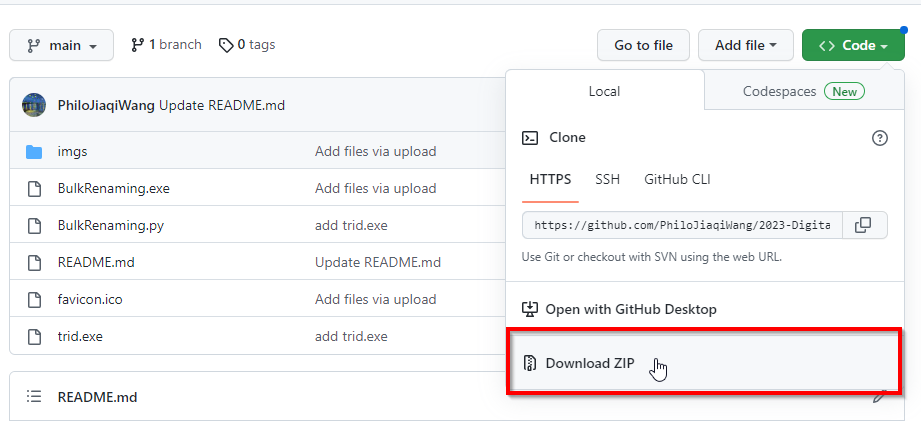 main 1 branch 0 tags Go to file Add file Code
Local Codespaces New
PhiloJiaqiWang Update README.md
Clone
imgs Add files via upload
HTTPS SSH GitHub CLI
BulkRenaming.exe Add files via upload
BulkRenaming.py add trid.exe
https://github.com/PhiloJiaqiWang/2023-Digita
README.md Update README.md
Use Git or checkout with SVN using the web URL.
favicon.ico Add files via upload
Open with GitHub Desktop
trid.exe add trid.exe
Download ZIP
README.md